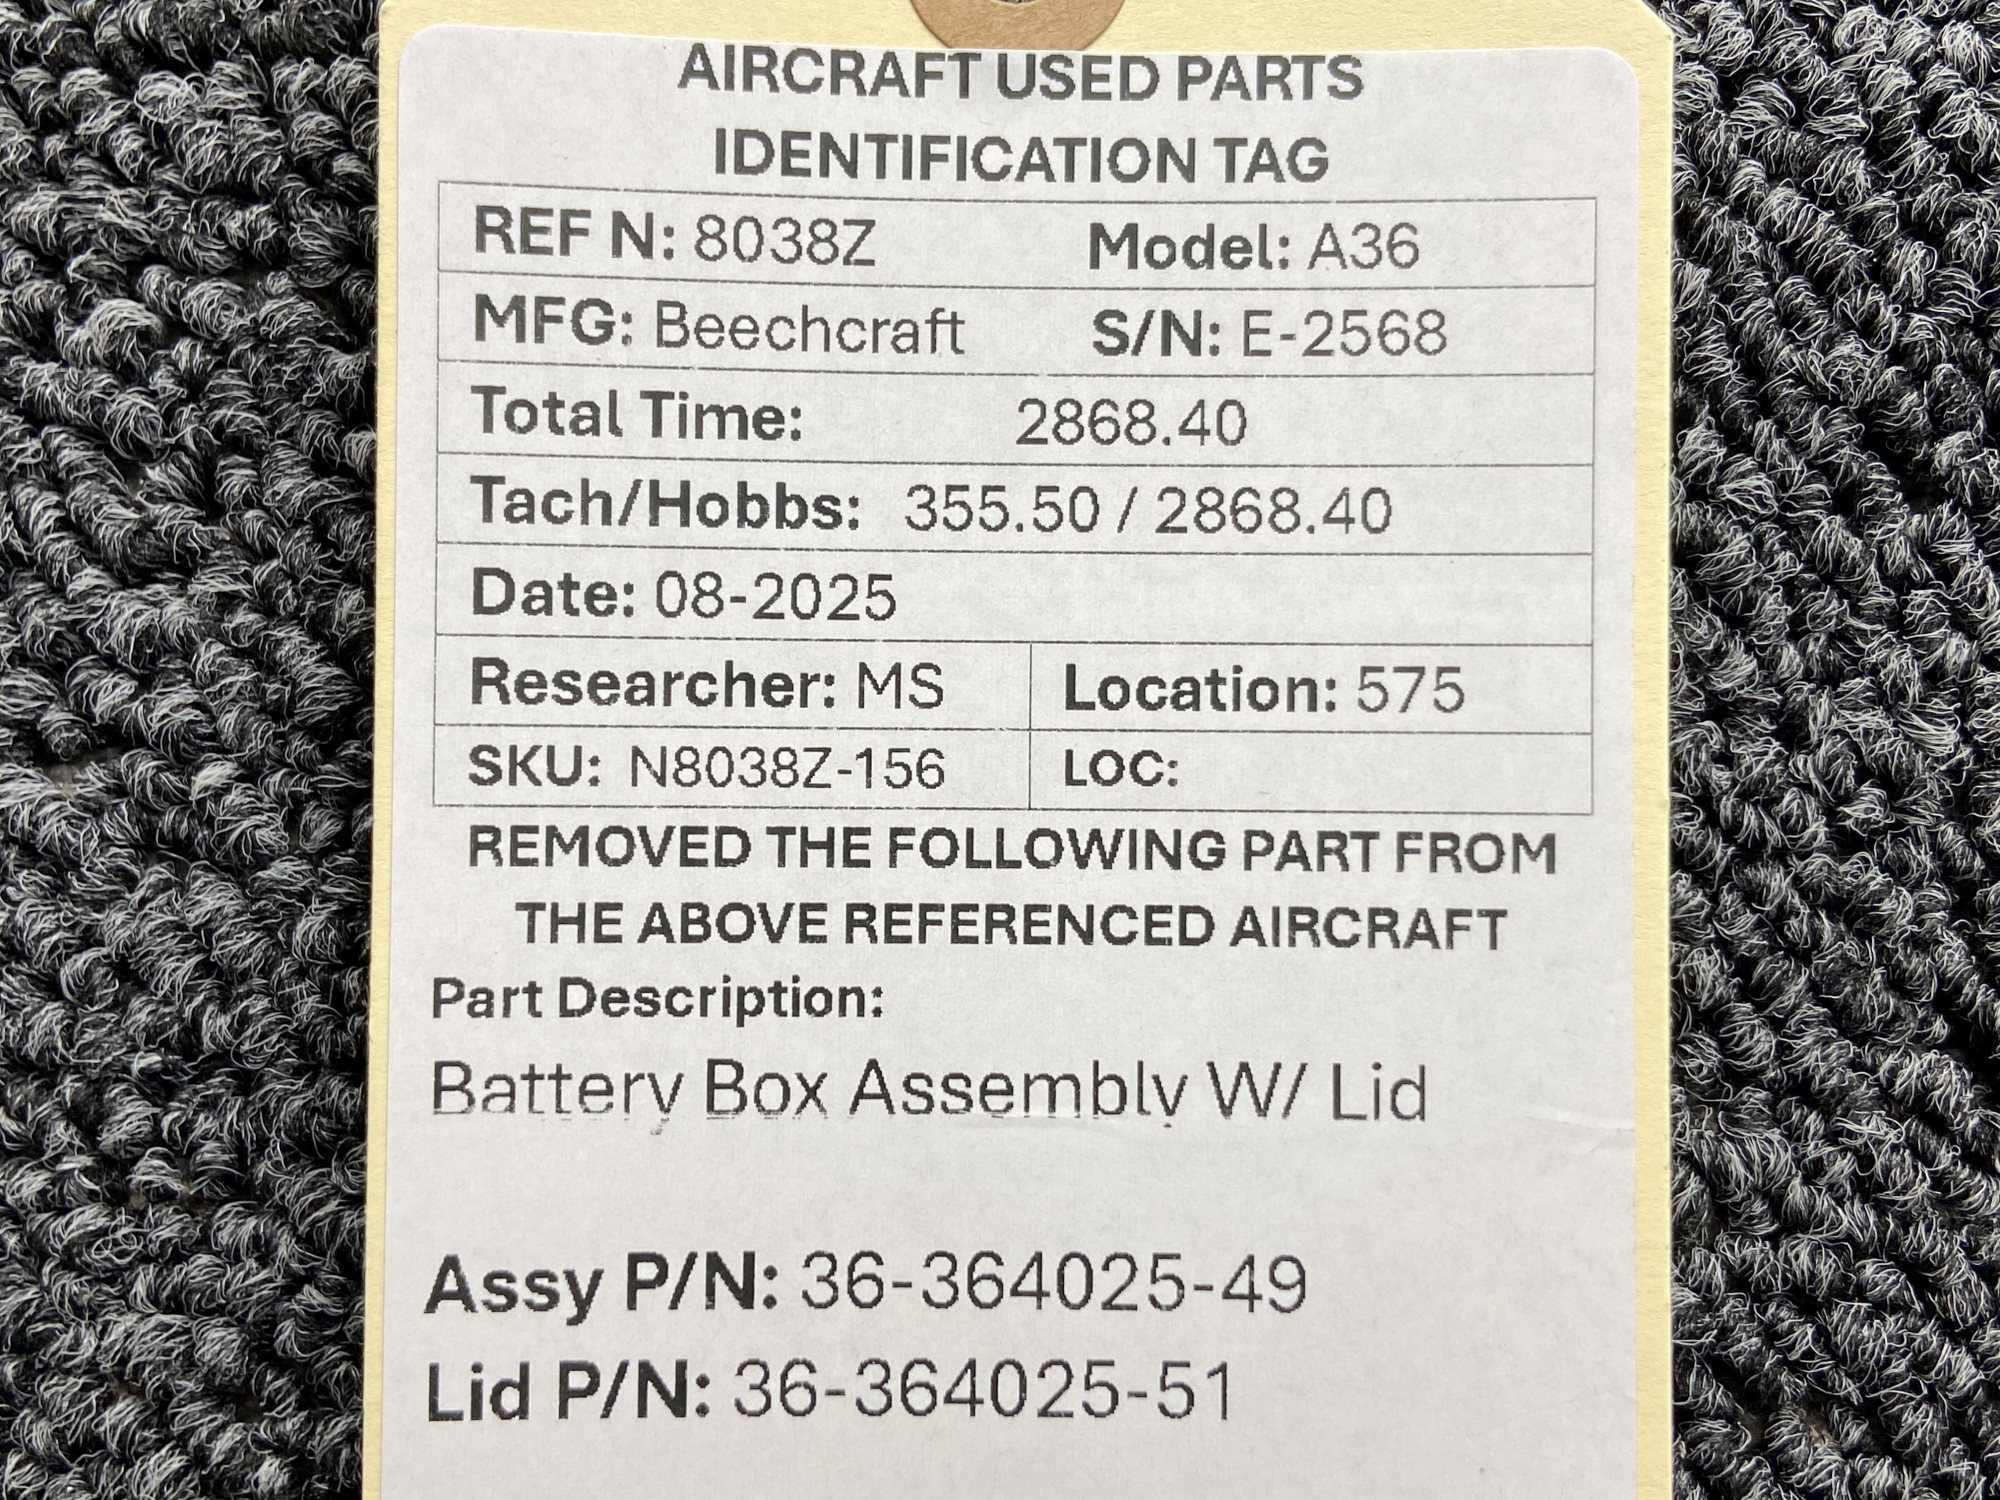 AIRCRAFT USED PARTS
IDENTIFICATION TAG
REF N: 8038Z Model: A36
MFG: Beechcraft S/N: E-2568
Total Time: 2868.40
Tach/Hobbs: 355.50 / 2868.40
Date: 08-2025
Researcher: MS Location: 575
SKU: N8038Z-156 LOC:
REMOVED THE FOLLOWING PART FROM
THE ABOVE REFERENCED AIRCRAFT
Part Description:
Battery Box Assembly W/ Lid
Assy P/N: 36-364025-49
Lid P/N: 36-364025-51